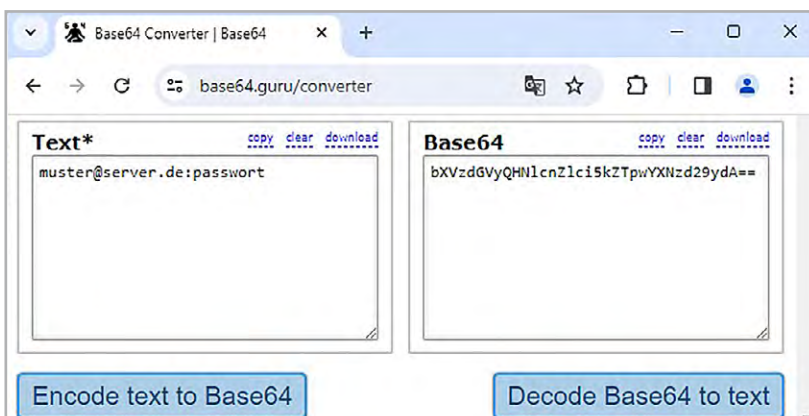 Base64 Converter | Base64
base64.guru/converter
Text*
copy clear download
muster@server.de:passwort
Base64
copy clear download
bXVzdGVyQHNlcnZlci5kZTpwYXNzd29ydA==
Encode text to Base64
Decode Base64 to text